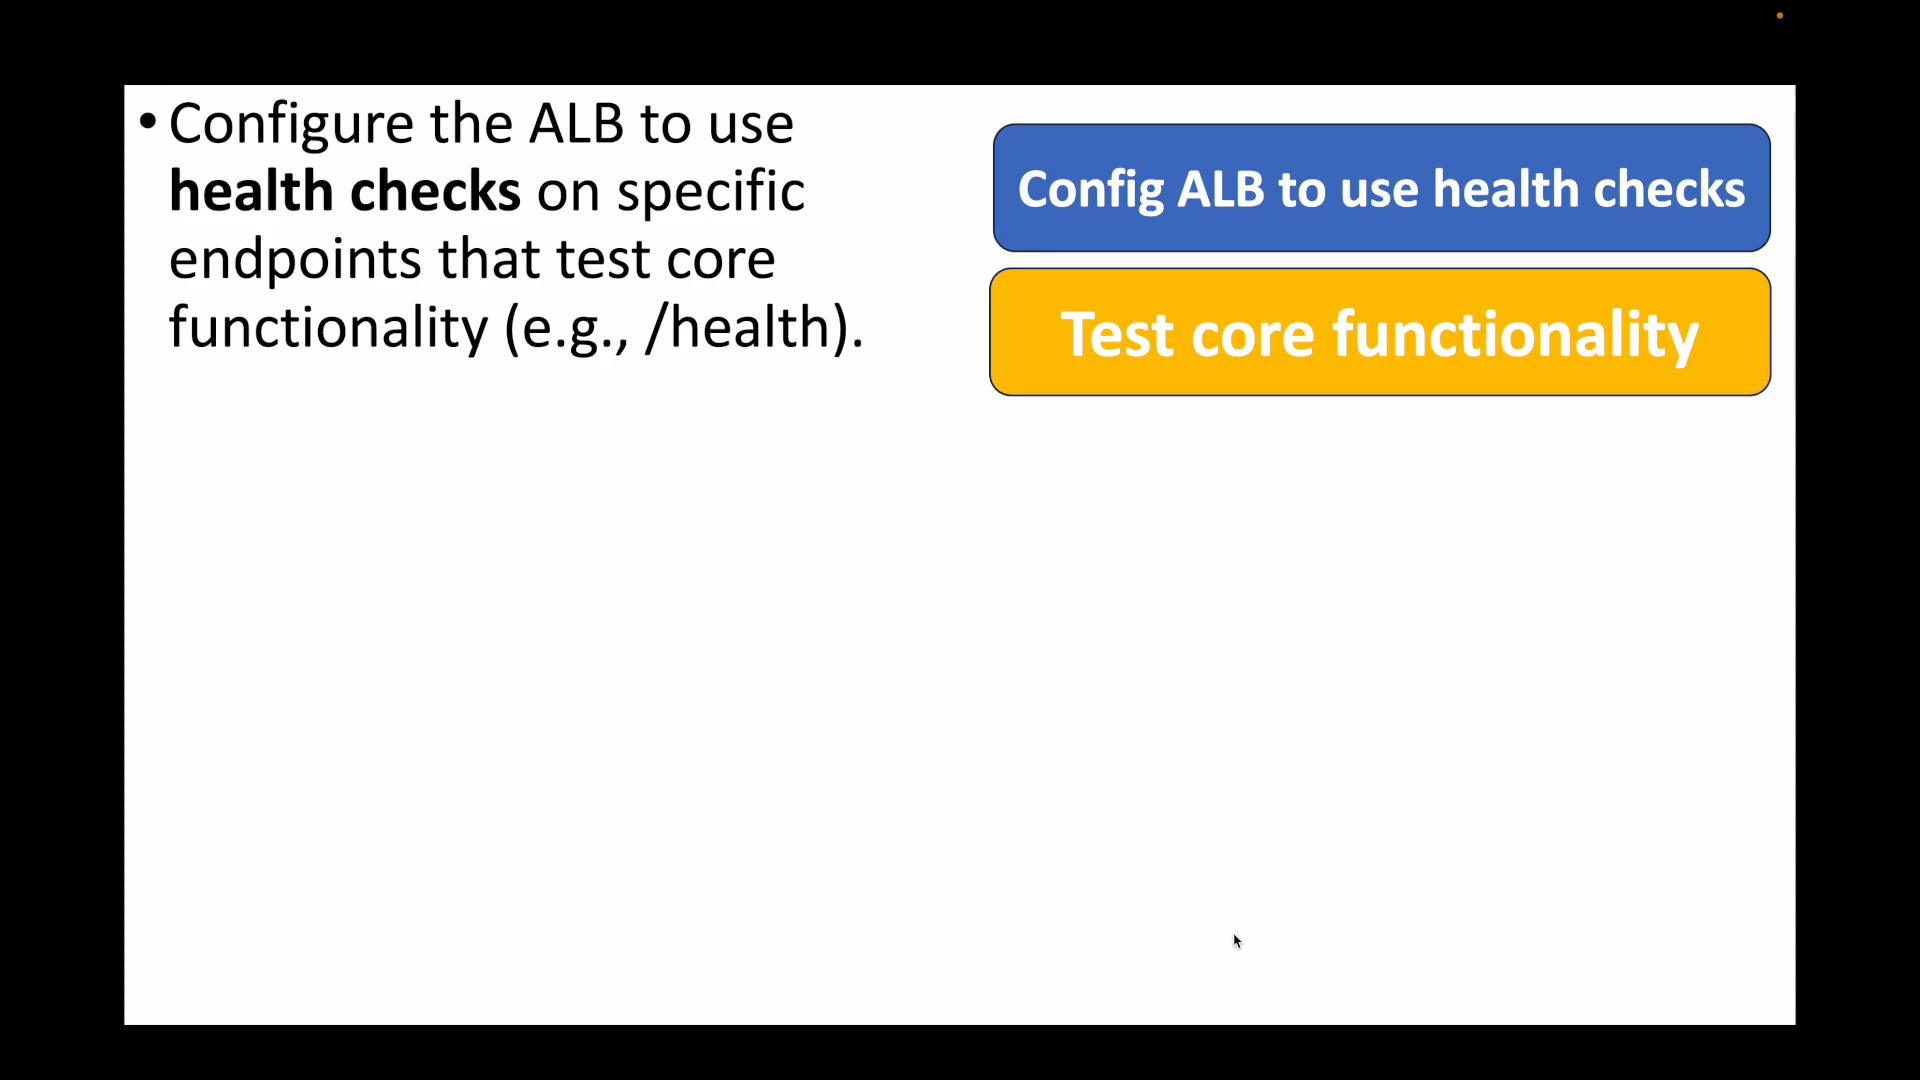 • Configure the ALB to use
health checks on specific
endpoints that test core
functionality (e.g., /health).
Config ALB to use health checks
Test core functionality